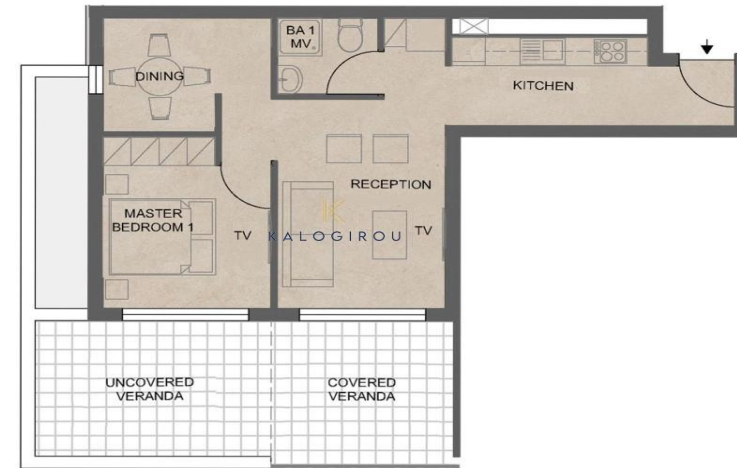 BA 1
MV.
DINING
KITCHEN
RECEPTION
MASTER
BEDROOM 1
TV
TV
K
KALOGIROU
UNCOVERED
VERANDA
COVERED
VERANDA